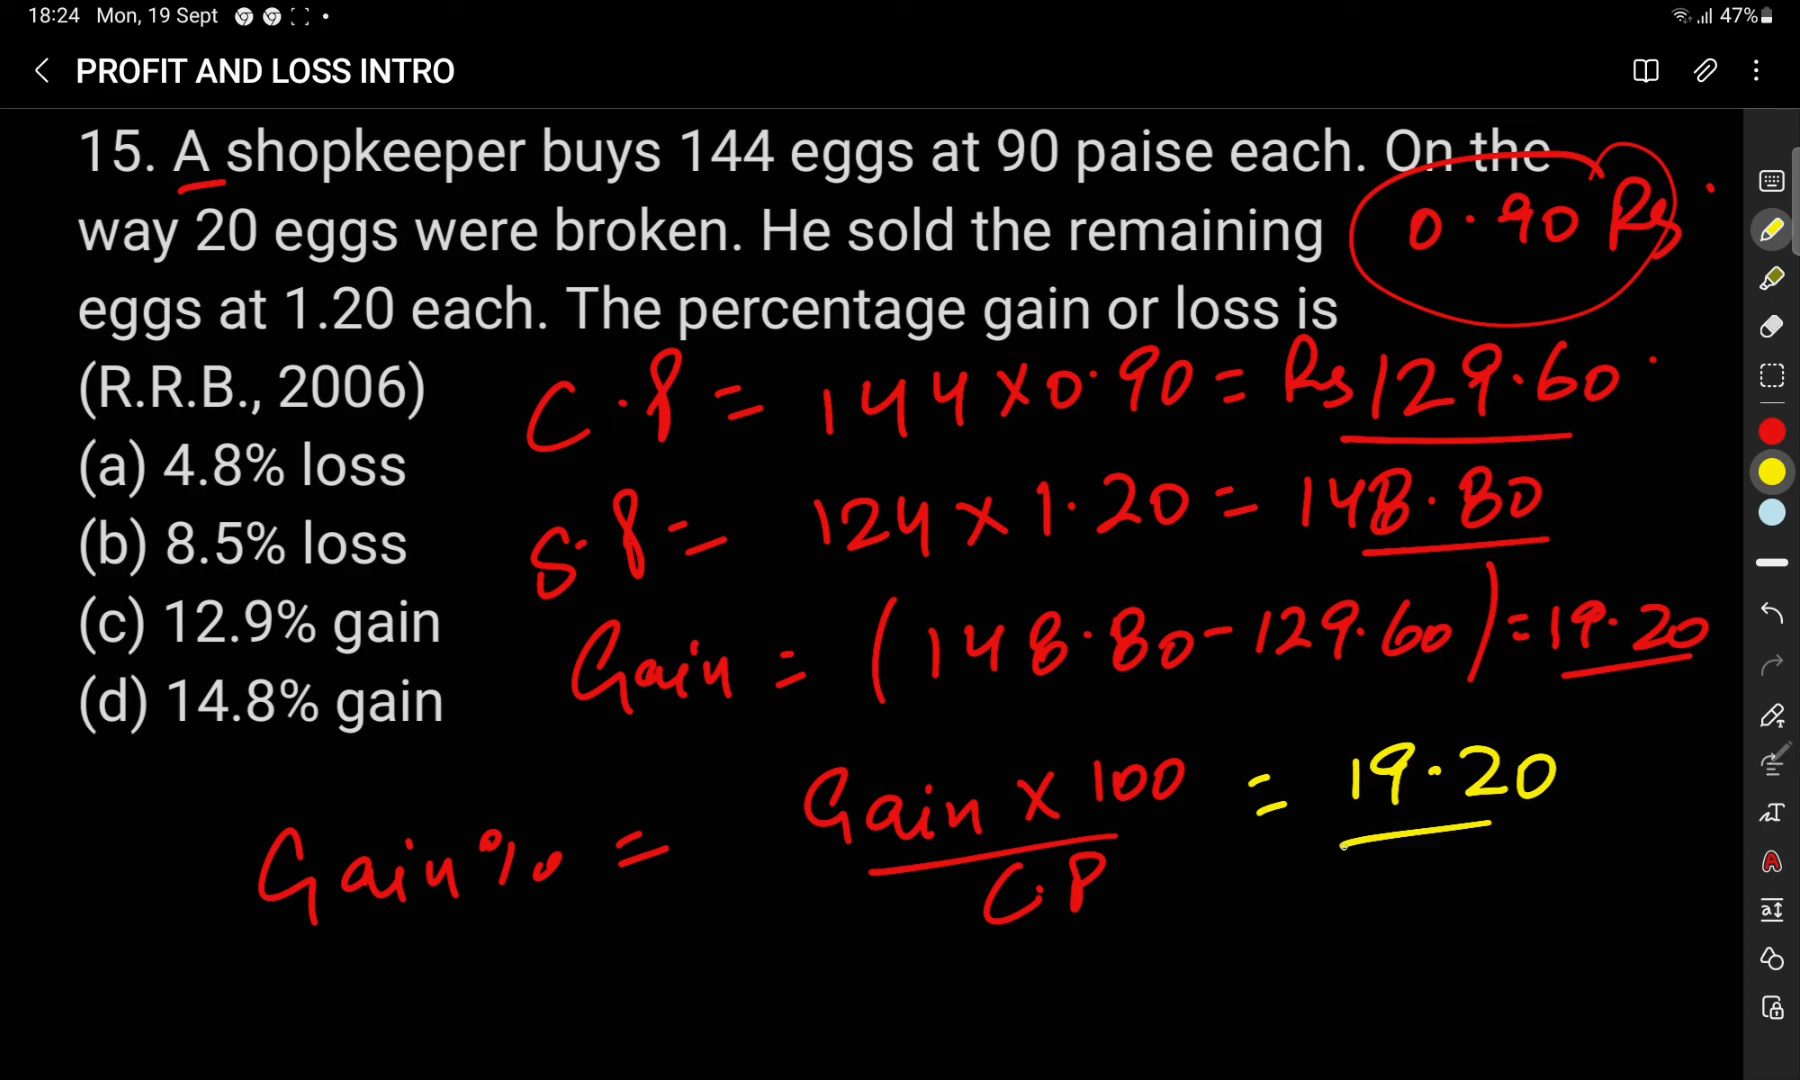 18:24 Mon, 19 Sept
47%
PROFIT AND LOSS INTRO
15. A shopkeeper buys 144 eggs at 90 paise each. On the
way 20 eggs were broken. He sold the remaining
0.90 Rs
eggs at 1.20 each. The percentage gain or loss is
(R.R.B., 2006)
C.P = 144 x 0.90 = Rs 129.60
(a) 4.8% loss
S.P = 124 x 1.20 = 148.80
(b) 8.5% loss
(c) 12.9% gain
Gain = (148.80 - 129.60) = 19.20
(d) 14.8% gain
Gain% = Gain x 100 / C.P = 19.20